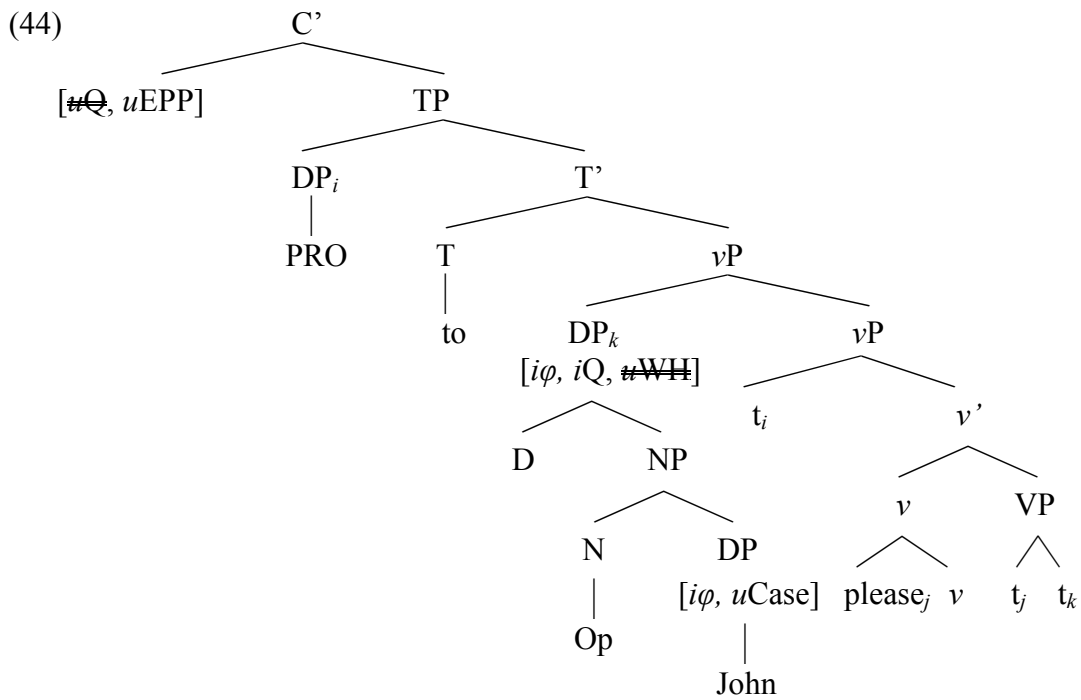 (44) C’
[uQ, uEPP] TP
DPi T’
PRO T vP
to DPk vP
[iφ, iQ, uWH] ti v’
D NP v VP
N DP pleasej v tj tk
[iφ, uCase]
Op John